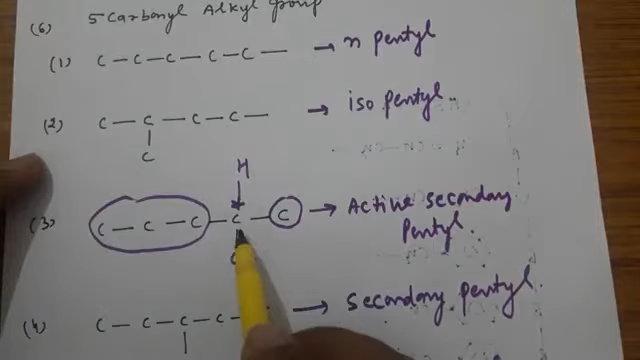 (6) 5 Carbonyl Alkyl group
(1) C — C — C — C — C — → n pentyl
(2) C — C — C — C — → iso pentyl
C
H
(3) C — C — C — C — C → Active secondary
pentyl.
(4) C — C — C — C → Secondary pentyl.